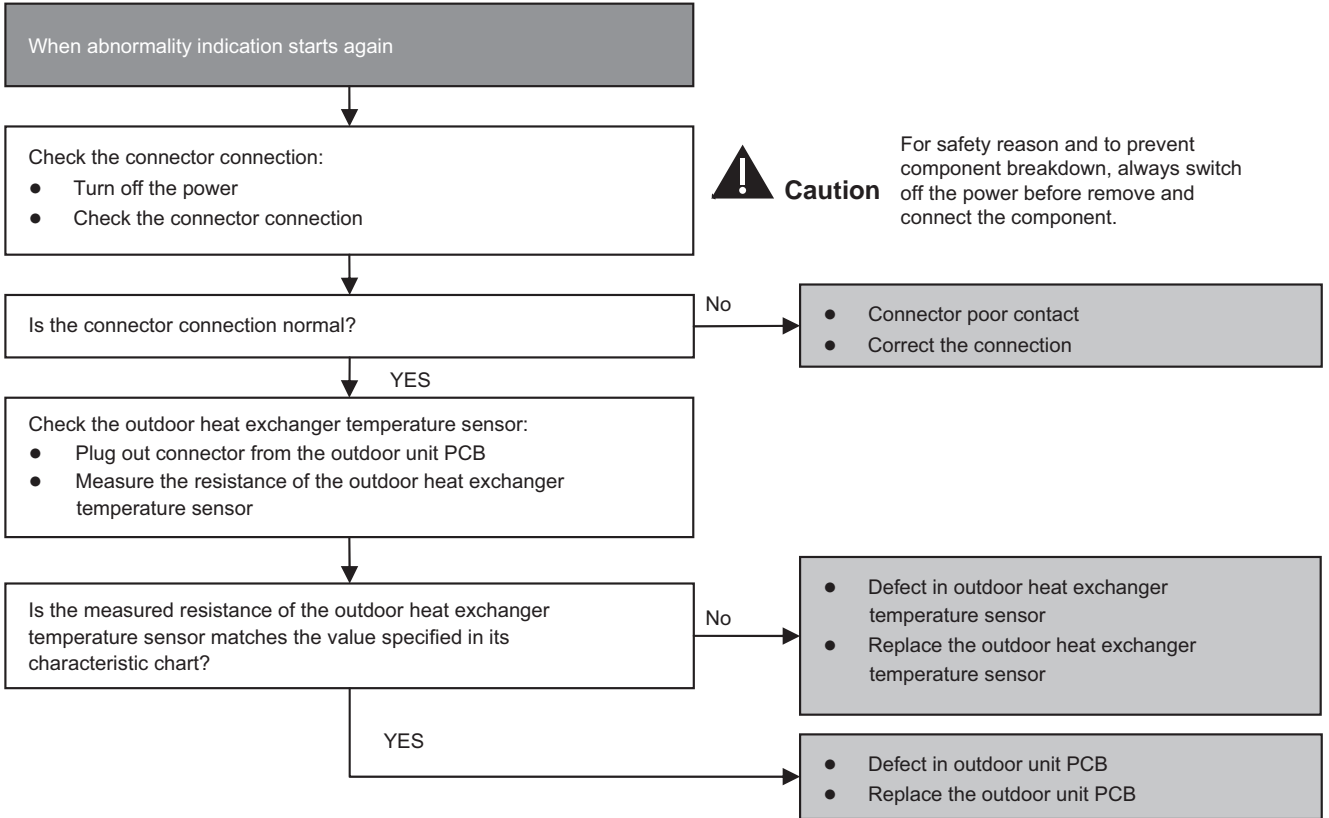 When abnormality indication starts again
Check the connector connection:
● Turn off the power
● Check the connector connection
Caution
For safety reason and to prevent
component breakdown, always switch
off the power before remove and
connect the component.
Is the connector connection normal?
No
● Connector poor contact
● Correct the connection
YES
Check the outdoor heat exchanger temperature sensor:
● Plug out connector from the outdoor unit PCB
● Measure the resistance of the outdoor heat exchanger
temperature sensor
Is the measured resistance of the outdoor heat exchanger
temperature sensor matches the value specified in its
characteristic chart?
No
● Defect in outdoor heat exchanger
temperature sensor
● Replace the outdoor heat exchanger
temperature sensor
YES
● Defect in outdoor unit PCB
● Replace the outdoor unit PCB